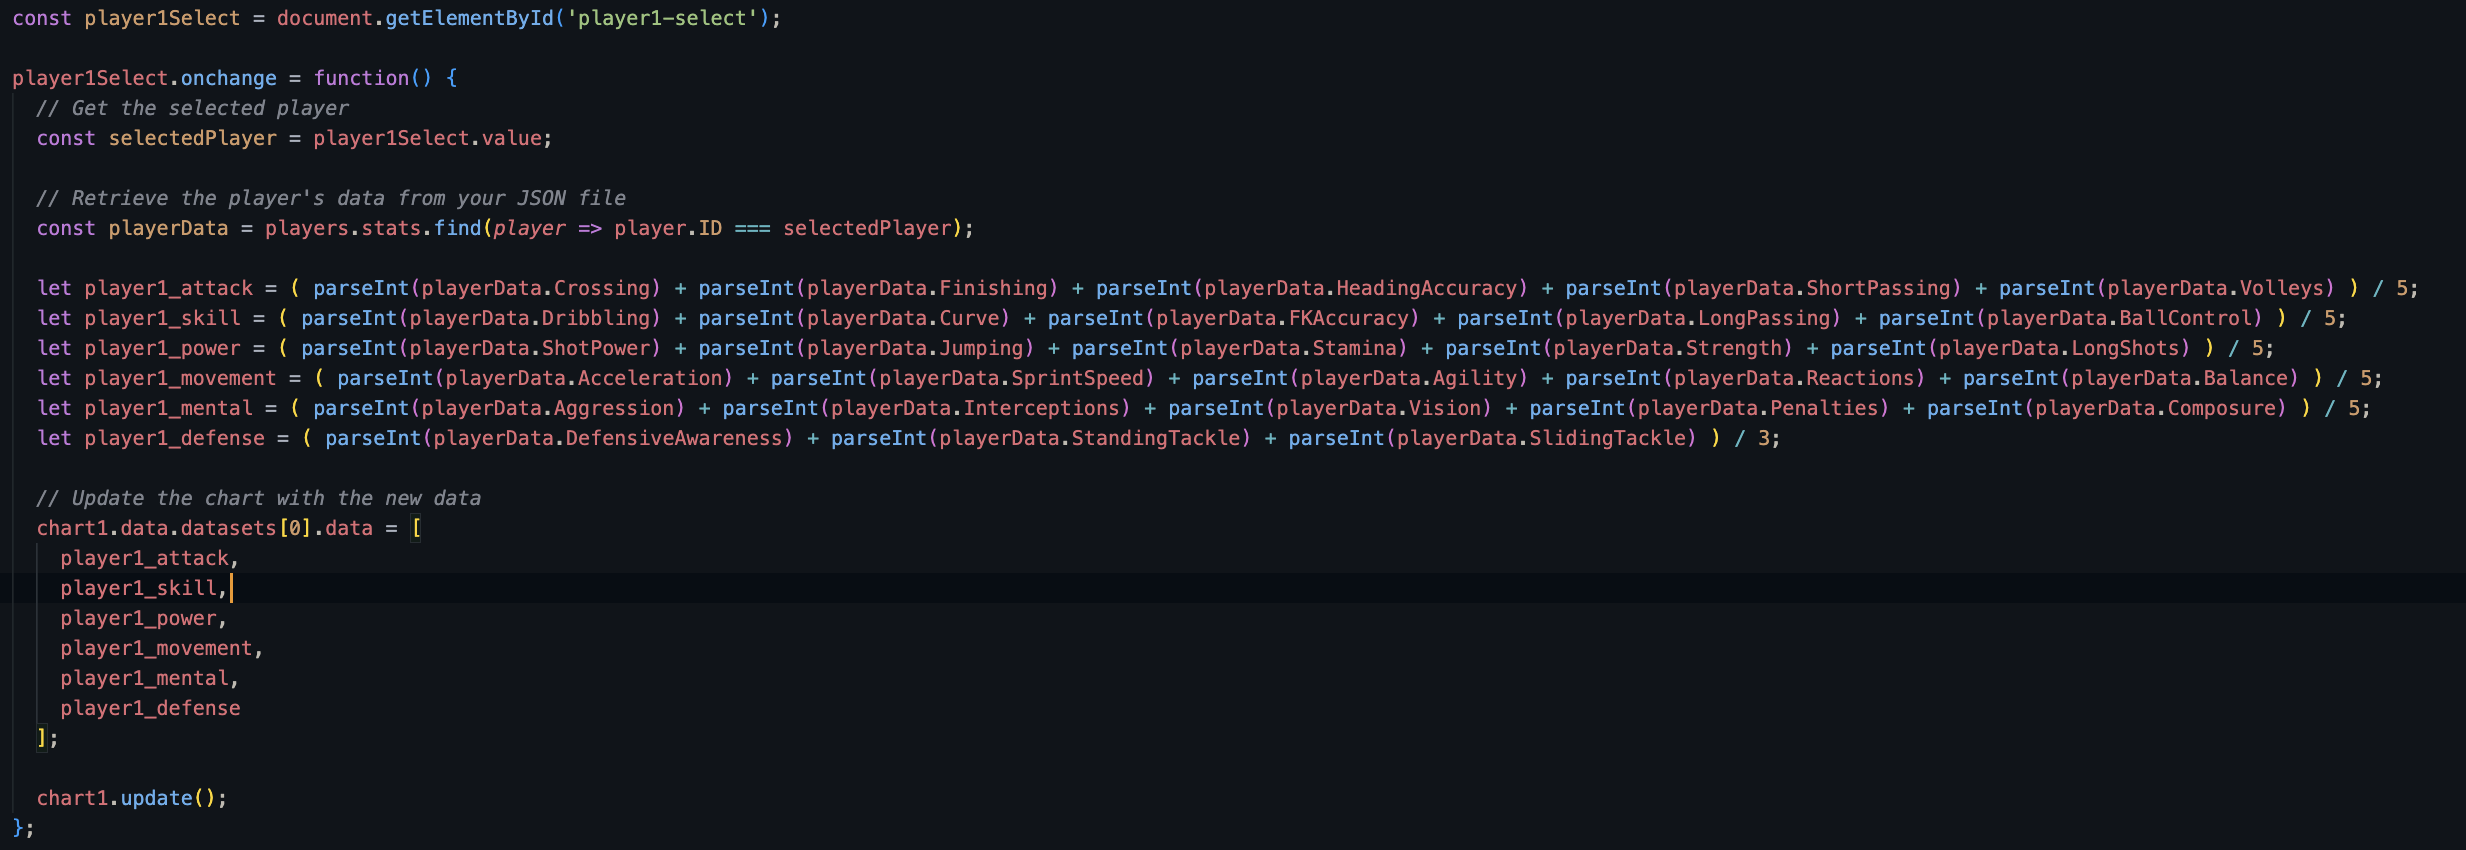 const player1Select = document.getElementById('player1-select');
player1Select.onchange = function() {
// Get the selected player
const selectedPlayer = player1Select.value;
// Retrieve the player's data from your JSON file
const playerData = players.stats.find(player => player.ID === selectedPlayer);
let player1_attack = ( parseInt(playerData.Crossing) + parseInt(playerData.Finishing) + parseInt(playerData.HeadingAccuracy) + parseInt(playerData.ShortPassing) + parseInt(playerData.Volleys) ) / 5;
let player1_skill = ( parseInt(playerData.Dribbling) + parseInt(playerData.Curve) + parseInt(playerData.FKAccuracy) + parseInt(playerData.LongPassing) + parseInt(playerData.BallControl) ) / 5;
let player1_power = ( parseInt(playerData.ShotPower) + parseInt(playerData.Jumping) + parseInt(playerData.Stamina) + parseInt(playerData.Strength) + parseInt(playerData.LongShots) ) / 5;
let player1_movement = ( parseInt(playerData.Acceleration) + parseInt(playerData.SprintSpeed) + parseInt(playerData.Agility) + parseInt(playerData.Reactions) + parseInt(playerData.Balance) ) / 5;
let player1_mental = ( parseInt(playerData.Aggression) + parseInt(playerData.Interceptions) + parseInt(playerData.Vision) + parseInt(playerData.Penalties) + parseInt(playerData.Composure) ) / 5;
let player1_defense = ( parseInt(playerData.DefensiveAwareness) + parseInt(playerData.StandingTackle) + parseInt(playerData.SlidingTackle) ) / 3;
// Update the chart with the new data
chart1.data.datasets[0].data = [
player1_attack,
player1_skill,
player1_power,
player1_movement,
player1_mental,
player1_defense
];
chart1.update();
};